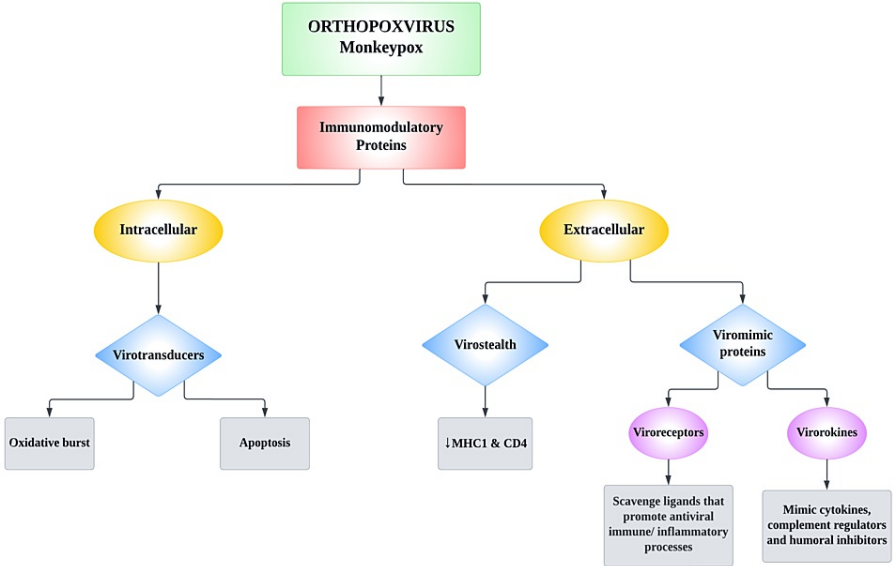 ORTHOPOXVIRUS
Monkeypox
Immunomodulatory
Proteins
Intracellular
Extracellular
Virotransducers
Virostealth
Viromimic
proteins
Oxidative burst
Apoptosis
↓MHC1 & CD4
Viroreceptors
Virorokines
Scavenge ligands that
promote antiviral
immune/ inflammatory
processes
Mimic cytokines,
complement regulators
and humoral inhibitors